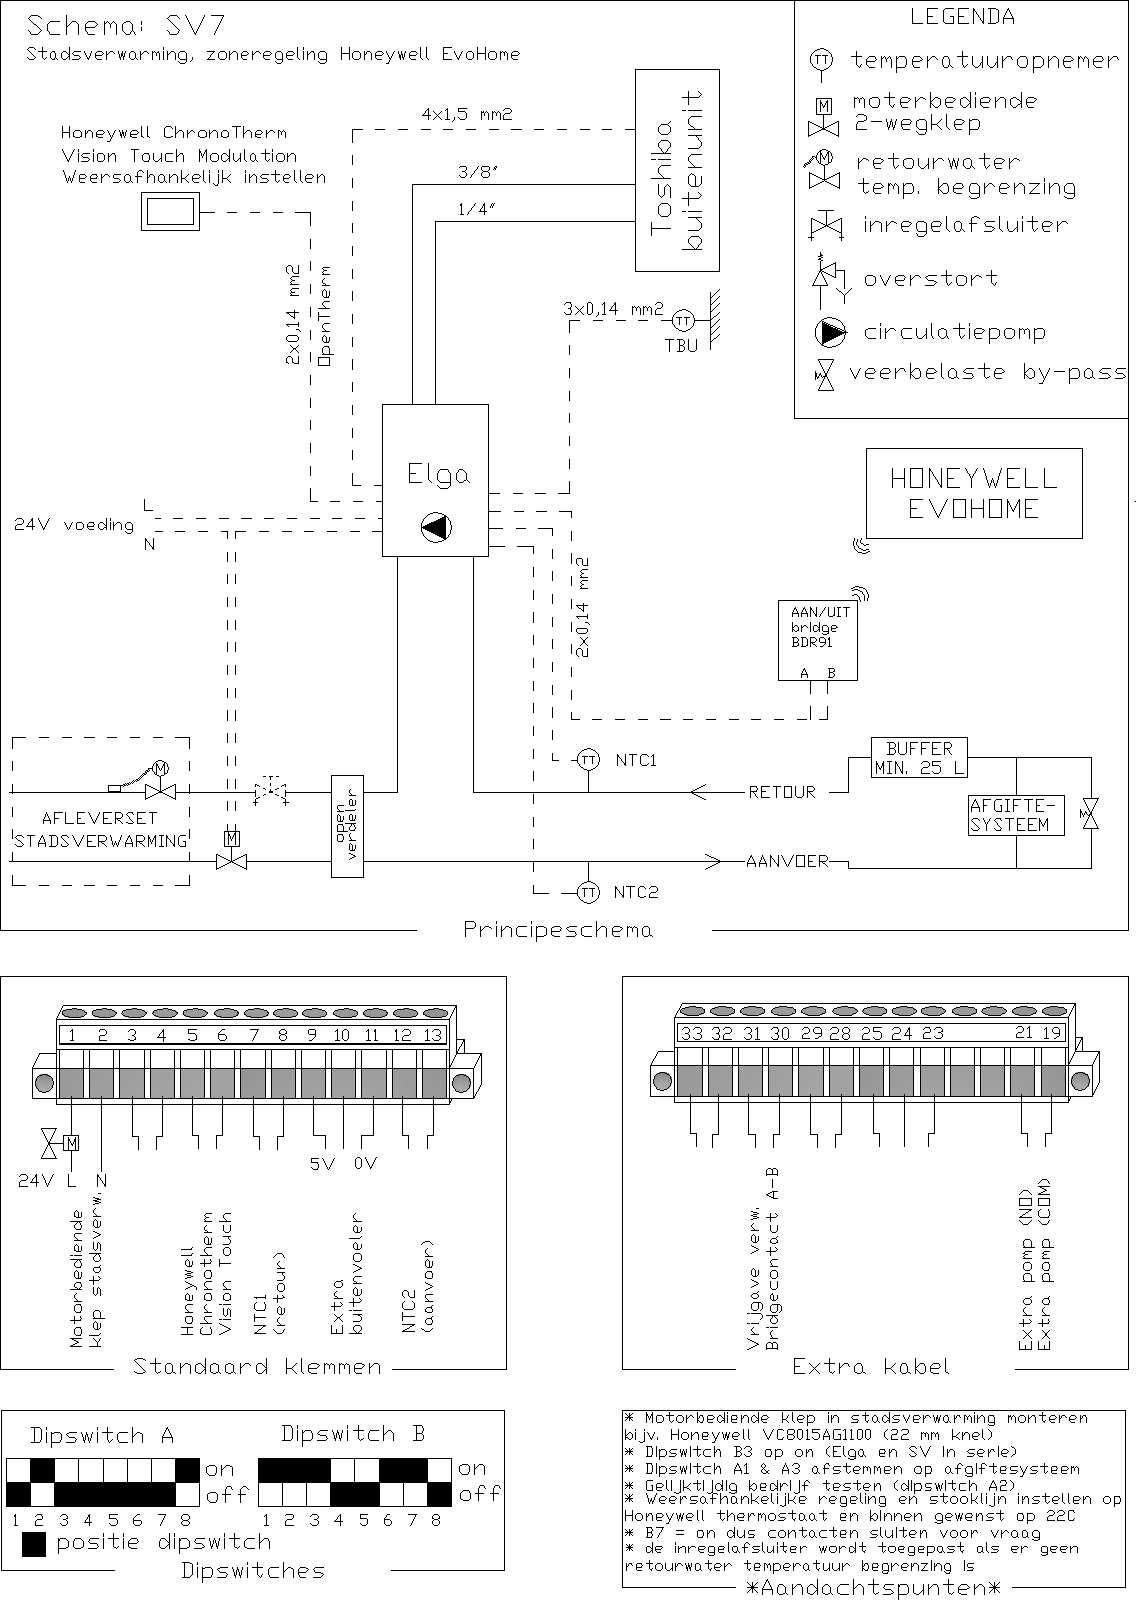 Schema: SV7
Stadsverwarming, zoneregeling Honeywell EvoHome
LEGENDA
TT temperatuuropnemer
M moterbediende
2-wegklep
M retourwater
temp. begrenzing
inregelafsluiter
overstort
circulatiepomp
veerbelaste by-pass
Honeywell ChronoTherm
Vision Touch Modulation
Weersafhankelijk instellen
4x1,5 mm2
3/8"
1/4"
Toshiba
buitenunit
2x0,14 mm2
OpenTherm
3x0,14 mm2
TT
TBU
Elga
HONEYWELL
EVOHOME
L
24V voeding
N
2x0,14 mm2
AAN/UIT
bridge
BDR91
A B
TT NTC1
BUFFER
MIN. 25 L
M
RETOUR
AFGIFTE-
SYSTEEM
AFLEVERSET
STADSVERWARMING
M
open
verdeler
AANVOER
TT NTC2
Principeschema
1 2 3 4 5 6 7 8 9 10 11 12 13
M
5V 0V
24V L N
Motorbediende
klep stadsverw.
Honeywell
Chronotherm
Vision Touch
NTC1
(retour)
Extra
buitenvoeler
NTC2
(aanvoer)
Standaard klemmen
33 32 31 30 29 28 25 24 23 21 19
Vrijgave verw.
Bridgecontact A-B
Extra pomp (NO)
Extra pomp (COM)
Extra kabel
Dipswitch A
on
off
1 2 3 4 5 6 7 8
Dipswitch B
on
off
1 2 3 4 5 6 7 8
positie dipswitch
Dipswitches
* Motorbediende klep in stadsverwarming monteren
bijv. Honeywell VC8015AG1100 (22 mm knel)
* Dipswitch B3 op on (Elga en SV in serie)
* Dipswitch A1 & A3 afstemmen op afgiftesysteem
* Gelijktijdig bedrijf testen (dipswitch A2)
* Weersafhankelijke regeling en stooklijn instellen op
Honeywell thermostaat en binnen gewenst op 22C
* B7 = on dus contacten sluiten voor vraag
* de inregelafsluiter wordt toegepast als er geen
retourwater temperatuur begrenzing is
*Aandachtspunten*